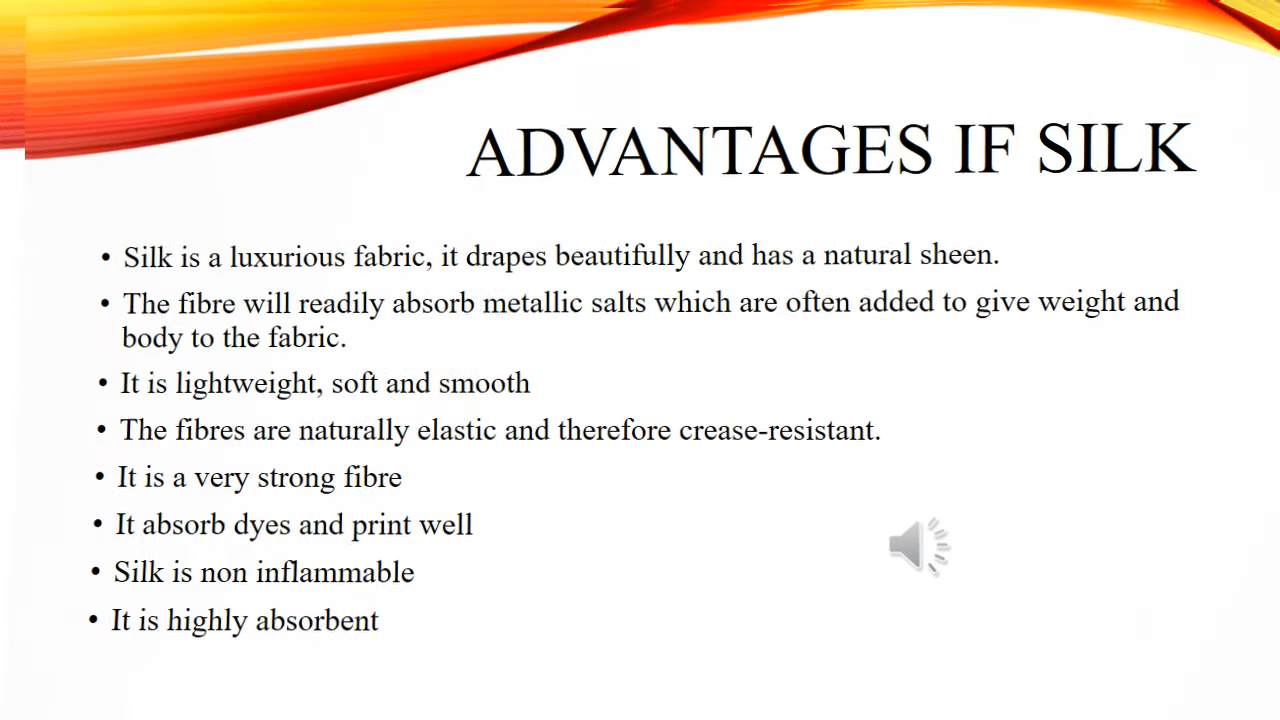 ADVANTAGES IF SILK
• Silk is a luxurious fabric, it drapes beautifully and has a natural sheen.
• The fibre will readily absorb metallic salts which are often added to give weight and
body to the fabric.
• It is lightweight, soft and smooth
• The fibres are naturally elastic and therefore crease-resistant.
• It is a very strong fibre
• It absorb dyes and print well
• Silk is non inflammable
• It is highly absorbent